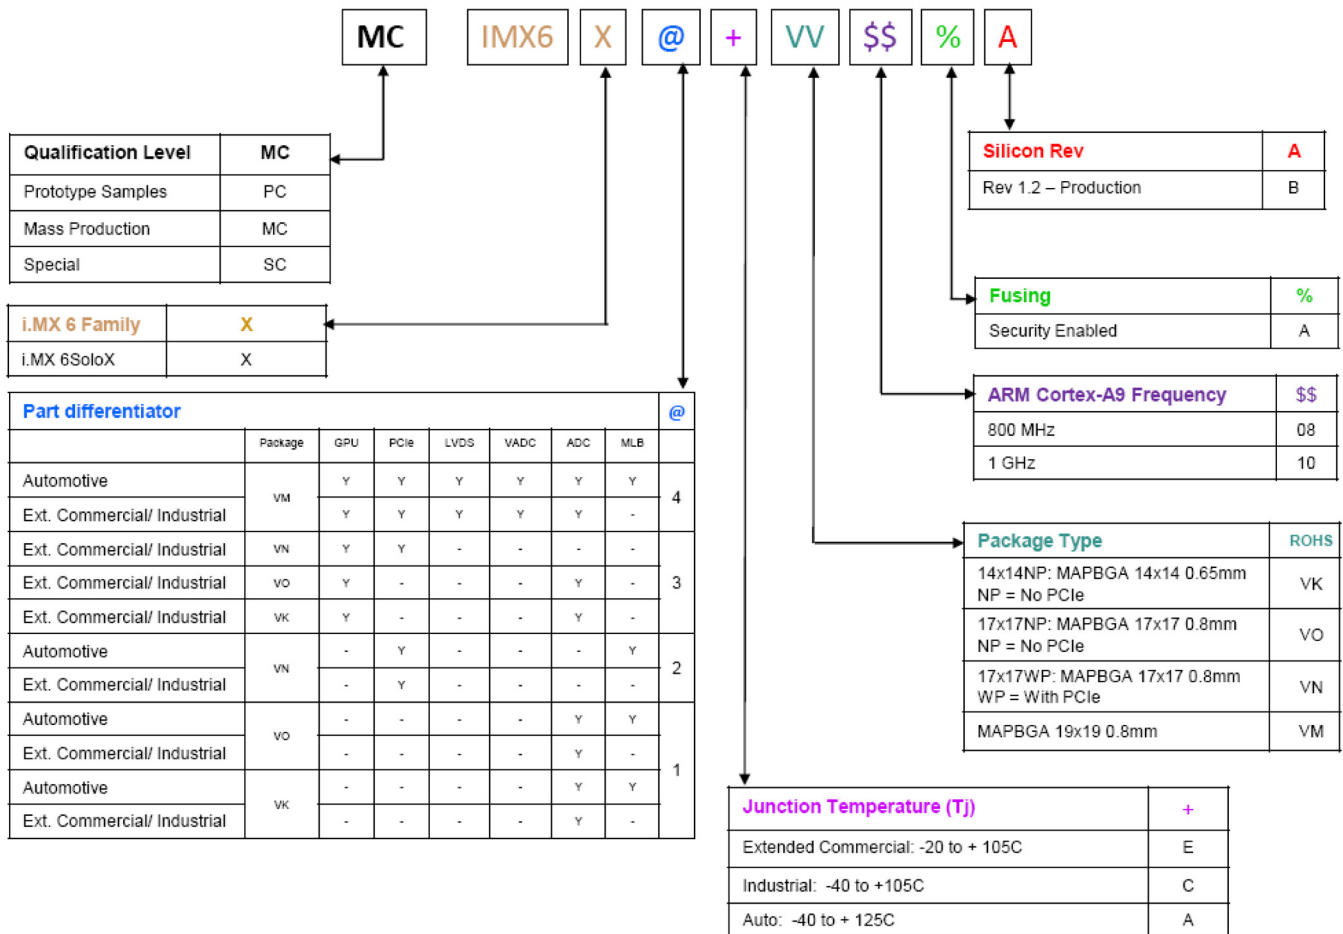 MC IMX6 X @ + VV $$ % A
Qualification Level MC
Prototype Samples PC
Mass Production MC
Special SC
i.MX 6 Family X
i.MX 6SoloX X
Part differentiator @
Package GPU PCIe LVDS VADC ADC MLB
Automotive VM Y Y Y Y Y Y 4
Ext. Commercial/ Industrial Y Y Y Y Y -
Ext. Commercial/ Industrial VN Y Y - - - - 3
Ext. Commercial/ Industrial VO Y - - - Y -
Ext. Commercial/ Industrial VK Y - - - Y -
Automotive VN - Y - - - Y 2
Ext. Commercial/ Industrial - Y - - - -
Automotive VO - - - - Y Y 1
Ext. Commercial/ Industrial - - - - Y -
Automotive VK - - - - Y Y
Ext. Commercial/ Industrial - - - - Y -
Silicon Rev A
Rev 1.2 – Production B
Fusing %
Security Enabled A
ARM Cortex-A9 Frequency $$
800 MHz 08
1 GHz 10
Package Type ROHS
14x14NP: MAPBGA 14x14 0.65mm
NP = No PCIe VK
17x17NP: MAPBGA 17x17 0.8mm
NP = No PCIe VO
17x17WP: MAPBGA 17x17 0.8mm
WP = With PCIe VN
MAPBGA 19x19 0.8mm VM
Junction Temperature (Tj) +
Extended Commercial: -20 to + 105C E
Industrial: -40 to +105C C
Auto: -40 to + 125C A